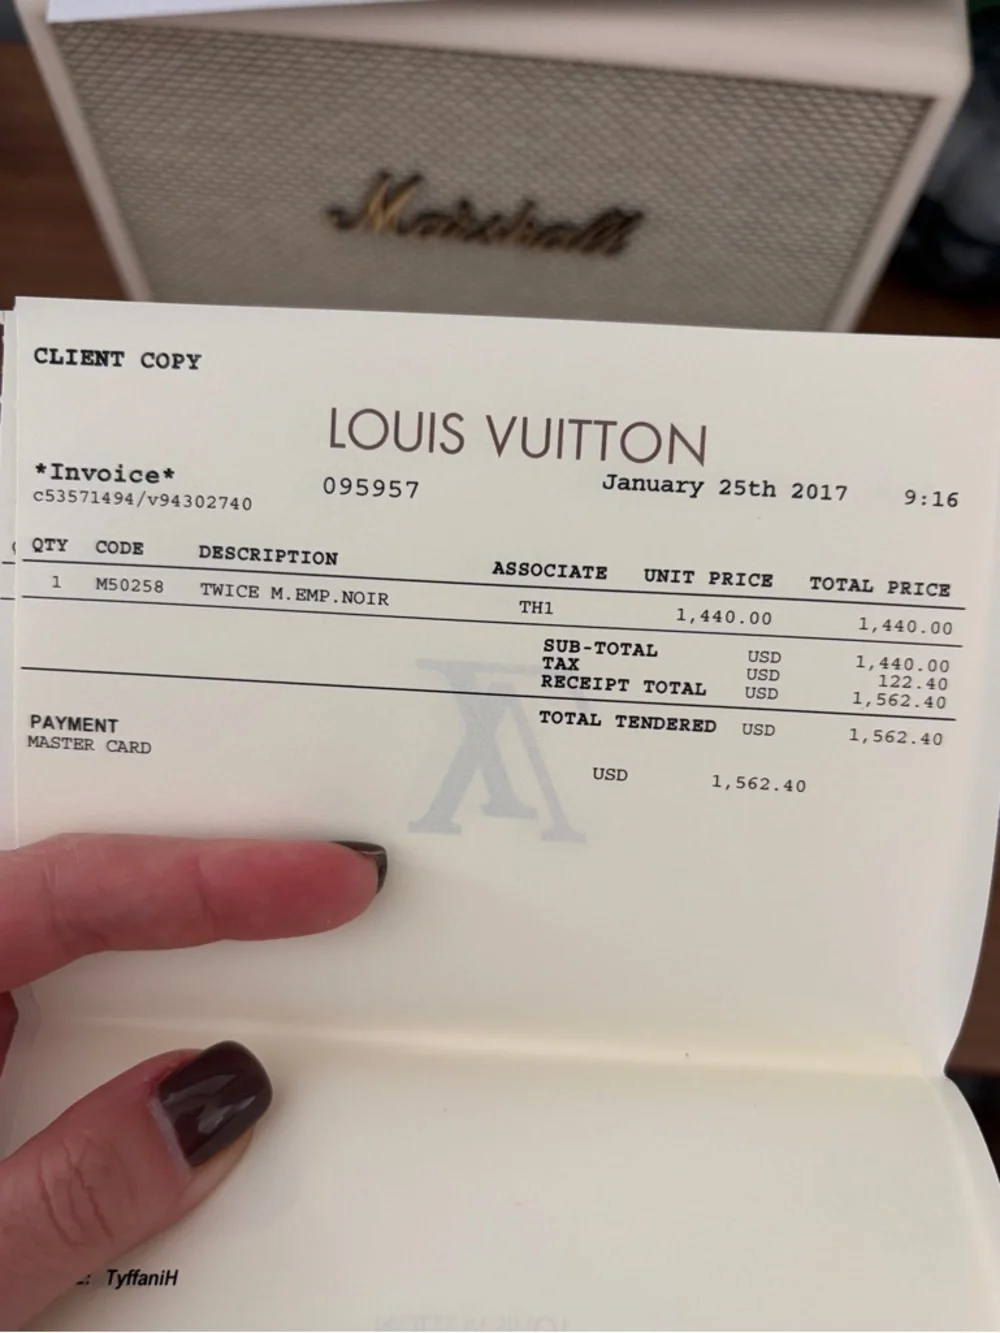 Marshall
CLIENT COPY
LOUIS VUITTON
*Invoice* 095957 January 25th 2017 9:16
c53571494/v94302740
QTY CODE DESCRIPTION ASSOCIATE UNIT PRICE TOTAL PRICE
1 M50258 TWICE M.EMP.NOIR TH1 1,440.00 1,440.00
SUB-TOTAL USD 1,440.00
TAX USD 122.40
RECEIPT TOTAL USD 1,562.40
PAYMENT TOTAL TENDERED USD 1,562.40
MASTER CARD USD 1,562.40
TyffaniH